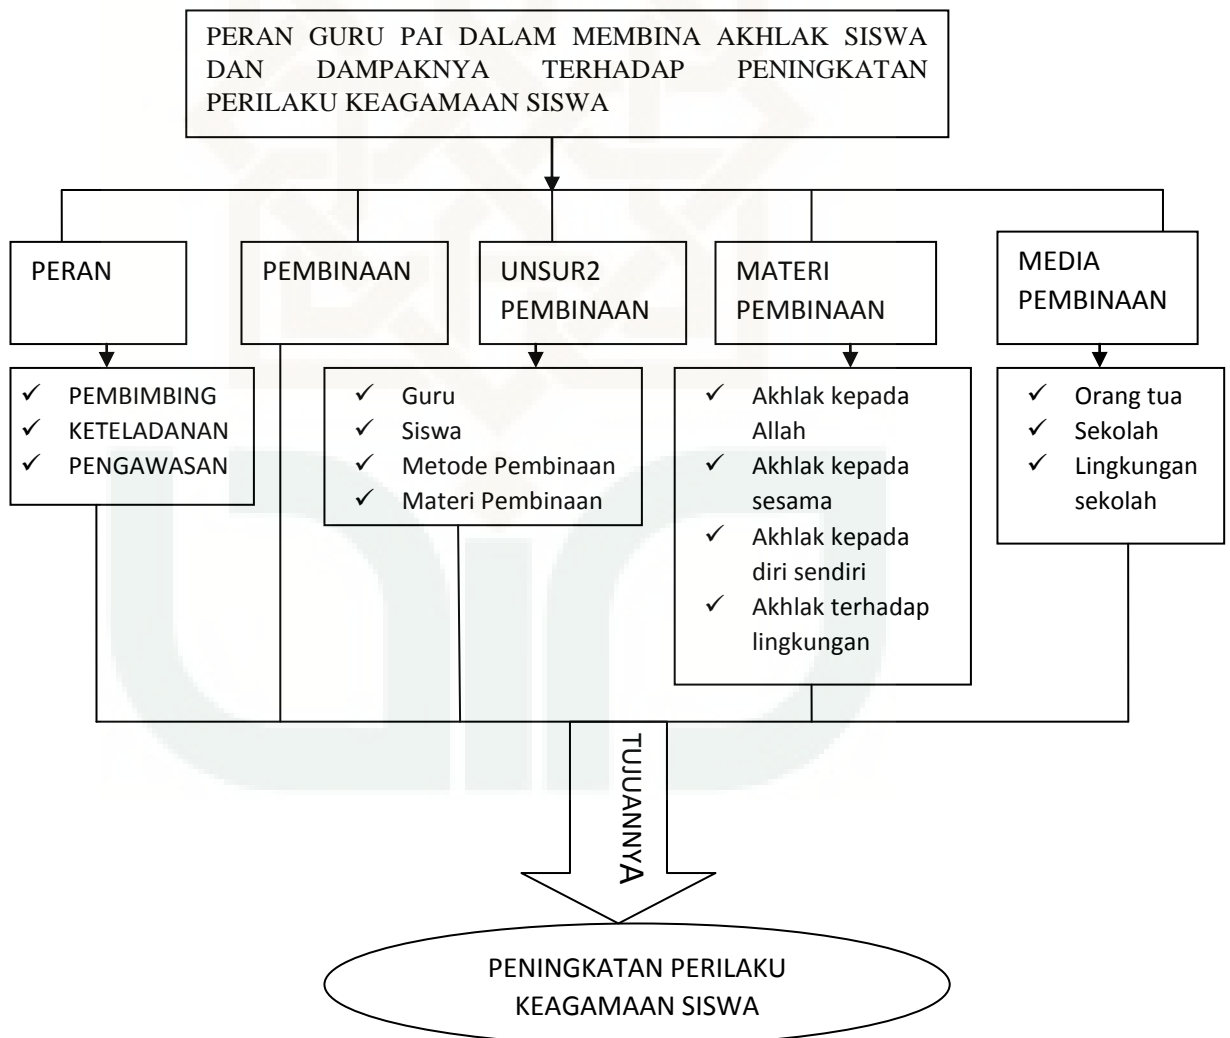 PERAN GURU PAI DALAM MEMBINA AKHLAK SISWA
DAN DAMPAKNYA TERHADAP PENINGKATAN
PERILAKU KEAGAMAAN SISWA
PERAN
PEMBINAAN
UNSUR2
PEMBINAAN
MATERI
PEMBINAAN
MEDIA
PEMBINAAN
✓ PEMBIMBING
✓ KETELADANAN
✓ PENGAWASAN
✓ Guru
✓ Siswa
✓ Metode Pembinaan
✓ Materi Pembinaan
✓ Akhlak kepada
Allah
✓ Akhlak kepada
sesama
✓ Akhlak kepada
diri sendiri
✓ Akhlak terhadap
lingkungan
✓ Orang tua
✓ Sekolah
✓ Lingkungan
sekolah
TUJUANNYA
PENINGKATAN PERILAKU
KEAGAMAAN SISWA